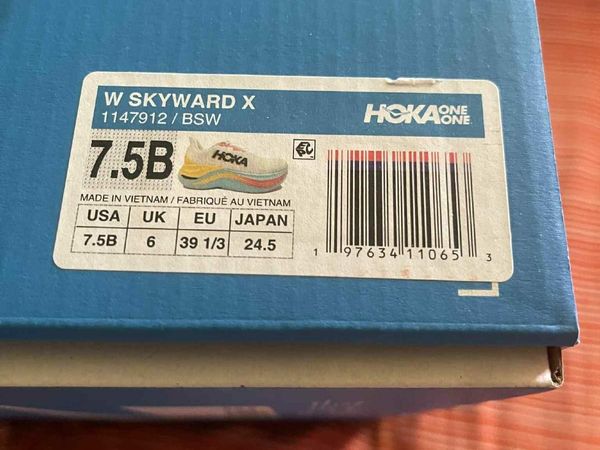 W SKYWARD X
1147912 / BSW
HOKA ONE ONE
7.5B
HOKA
MADE IN VIETNAM / FABRIQUÉ AU VIETNAM
USA UK EU JAPAN
7.5B 6 39 1/3 24.5
1 97634 11065 3